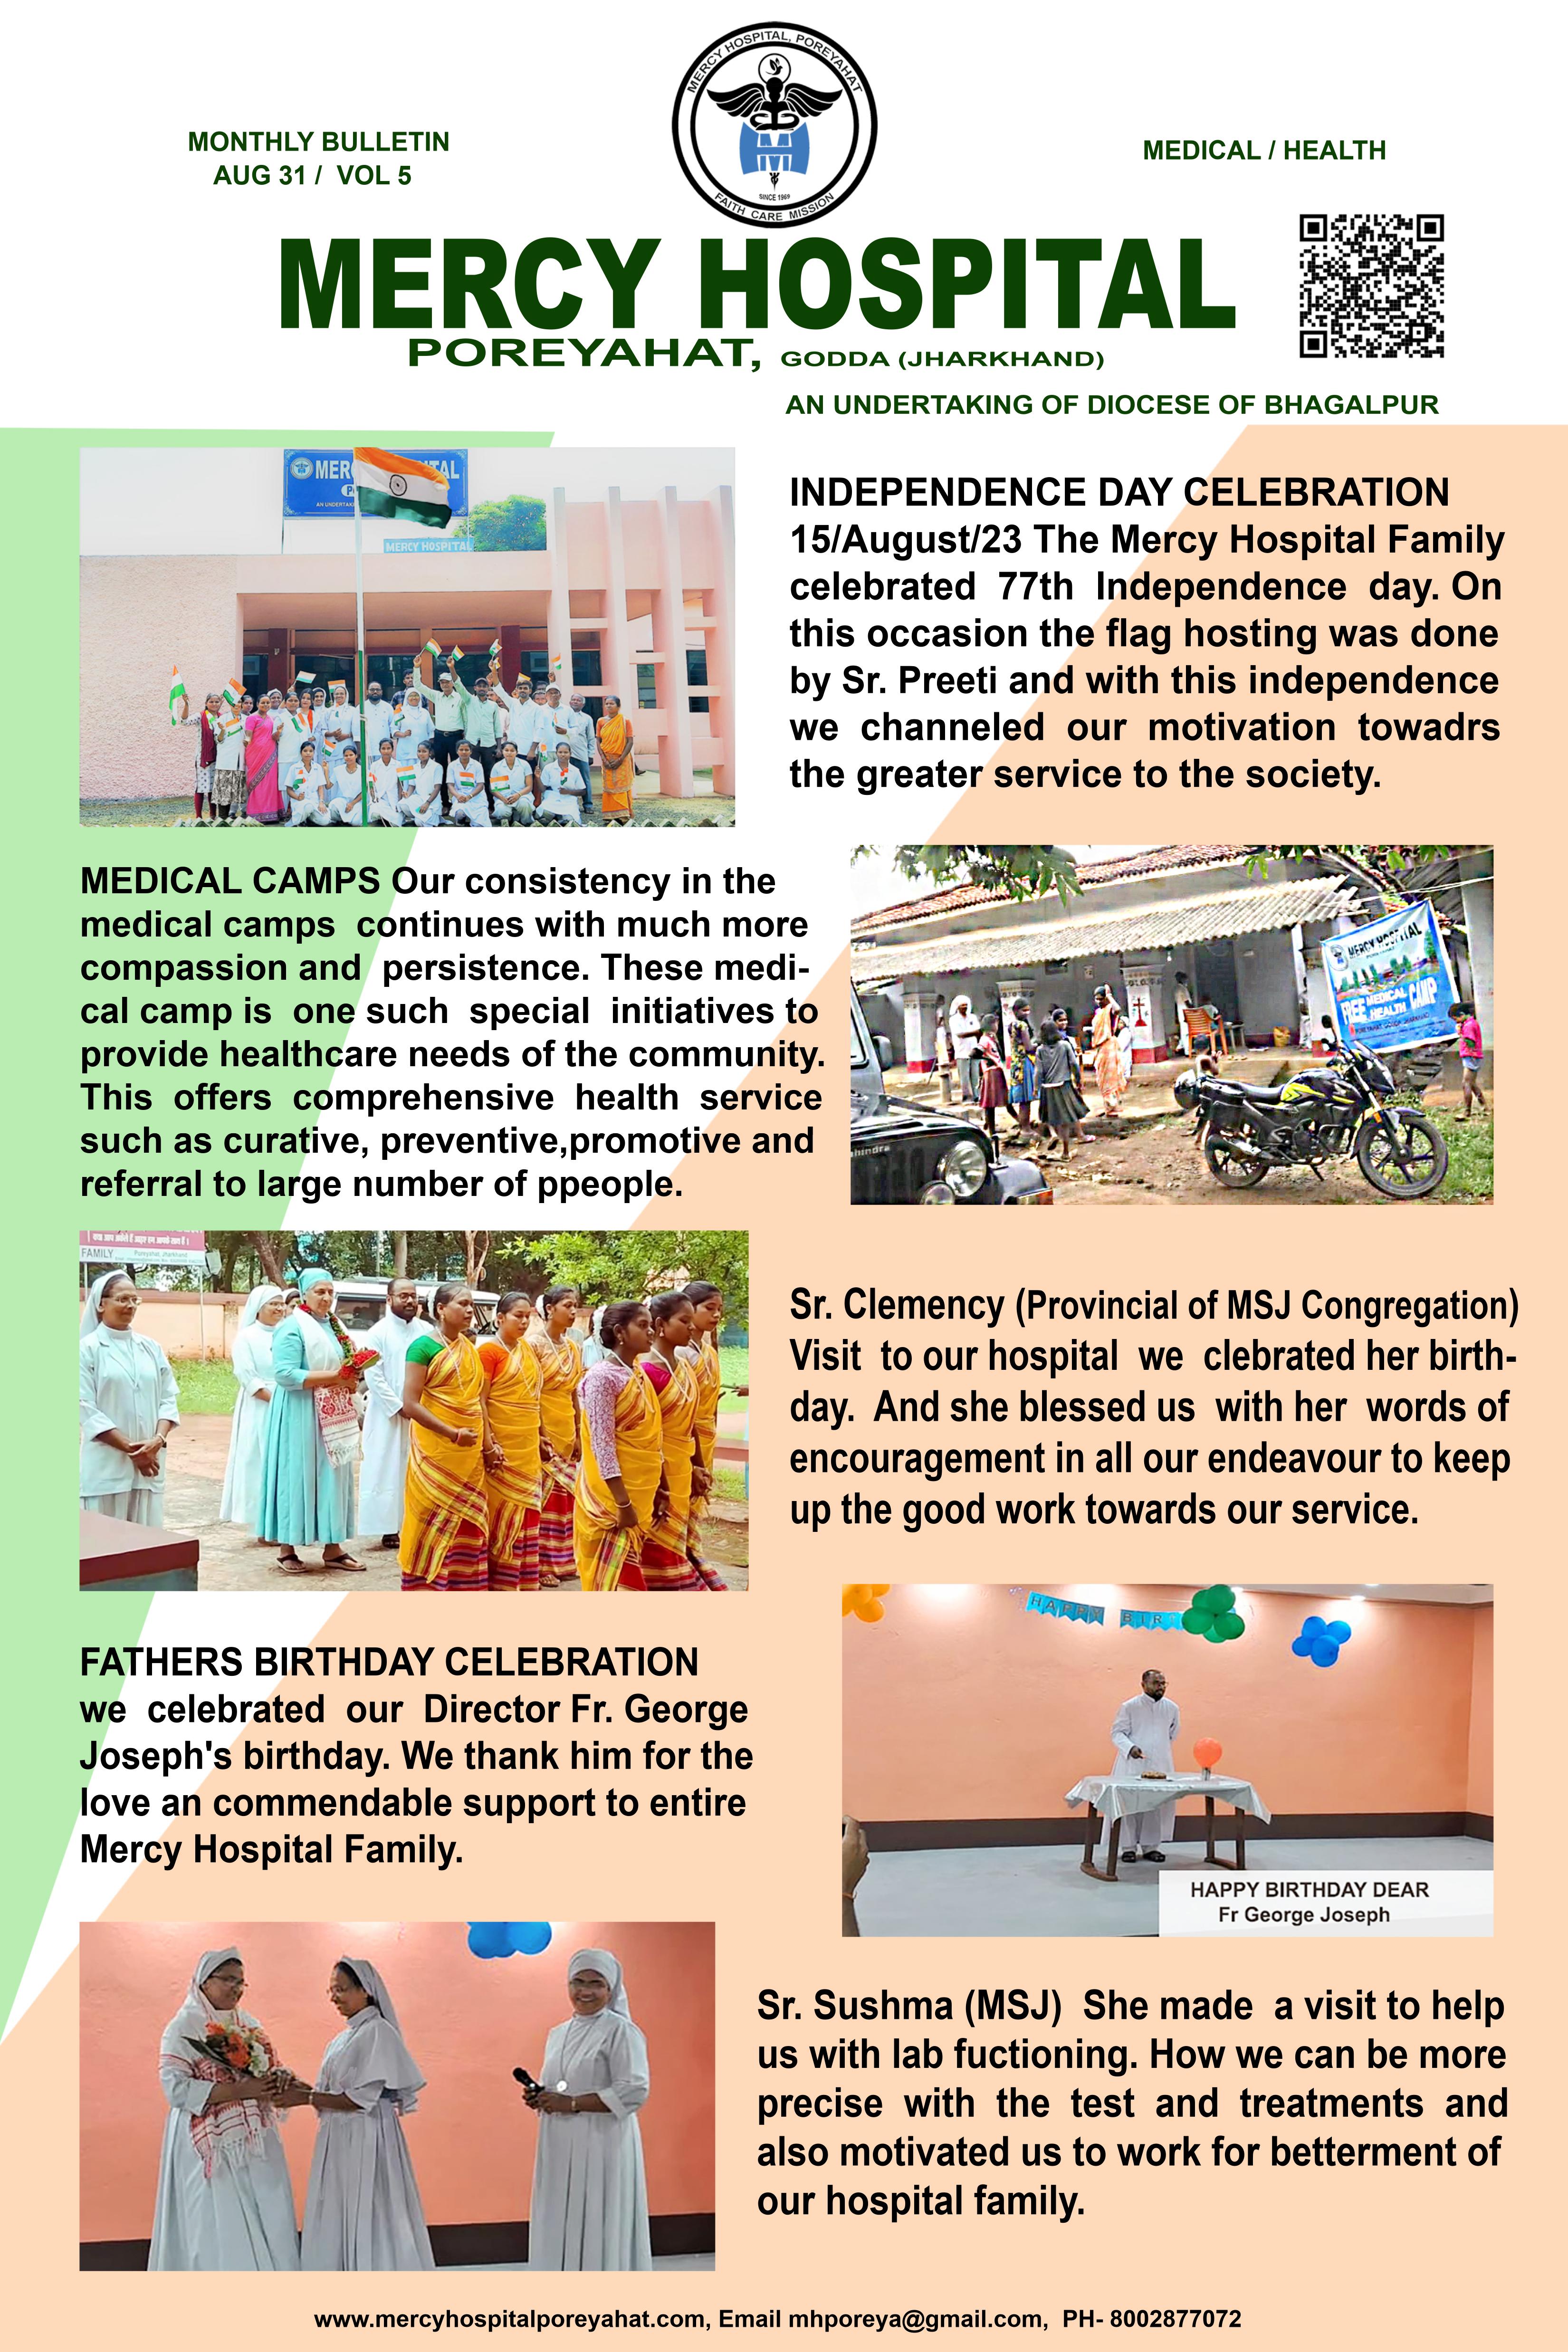 MERCY HOSPITAL, POREYAHAT
SINCE 1969
FAITH CARE MISSION
MONTHLY BULLETIN
AUG 31 / VOL 5
MEDICAL / HEALTH
MERCY HOSPITAL
POREYAHAT, GODDA (JHARKHAND)
AN UNDERTAKING OF DIOCESE OF BHAGALPUR
MERCY HOSPITAL
INDEPENDENCE DAY CELEBRATION
15/August/23 The Mercy Hospital Family
celebrated 77th Independence day. On
this occasion the flag hosting was done
by Sr. Preeti and with this independence
we channeled our motivation towadrs
the greater service to the society.
MEDICAL CAMPS Our consistency in the
medical camps continues with much more
compassion and persistence. These medi-
cal camp is one such special initiatives to
provide healthcare needs of the community.
This offers comprehensive health service
such as curative, preventive,promotive and
referral to large number of ppeople.
MERCY HOSPITAL
FREE MEDICAL
HEALTH CAMP
FAMILY
Poreyahat, Jharkhand
Sr. Clemency (Provincial of MSJ Congregation)
Visit to our hospital we clebrated her birth-
day. And she blessed us with her words of
encouragement in all our endeavour to keep
up the good work towards our service.
FATHERS BIRTHDAY CELEBRATION
we celebrated our Director Fr. George
Joseph's birthday. We thank him for the
love an commendable support to entire
Mercy Hospital Family.
HAPPY BIR
HAPPY BIRTHDAY DEAR
Fr George Joseph
Sr. Sushma (MSJ) She made a visit to help
us with lab fuctioning. How we can be more
precise with the test and treatments and
also motivated us to work for betterment of
our hospital family.
www.mercyhospitalporeyahat.com, Email mhporeya@gmail.com, PH- 8002877072